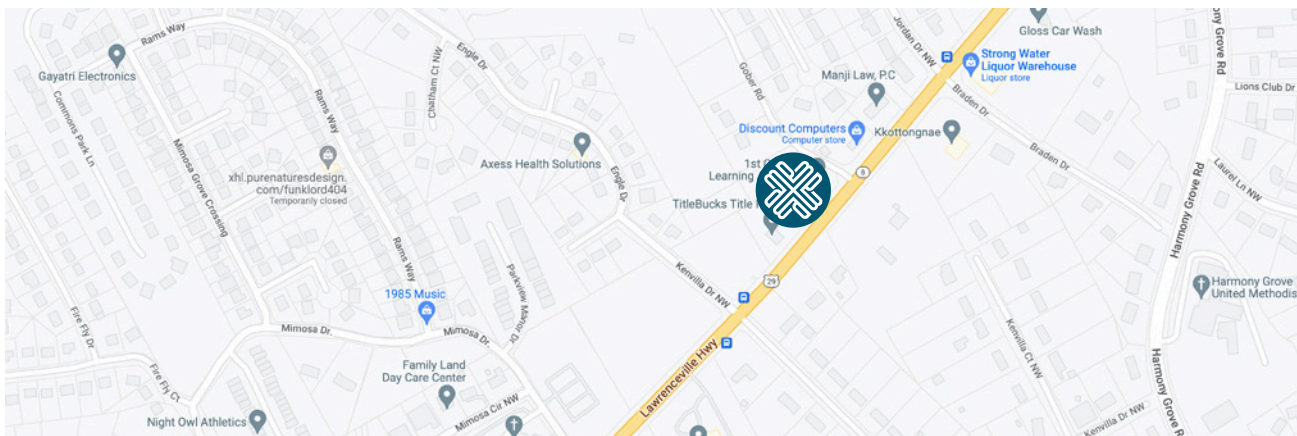 Rams Way
Gayatri Electronics
Commons Park Ln
Mimosa Grove Crossing
Rams Way
xhl.purenaturesdesign.
com/funklord404
Temporarily closed
Rams Way
Chatham Ct NW
Engle Dr
Axess Health Solutions
Engle Dr
Gober Rd
Jordan Dr NW
Gloss Car Wash
Strong Water
Liquor Warehouse
Liquor store
Manji Law, P.C
Discount Computers
Computer store
Kkottongnae
Braden Dr
Braden Dr
1st
Learning
TitleBucks Title
8
29
ony Grove Rd
Lions Club Dr
Laurel Ln NW
Harmony Grove Rd
Harmony Grove
United Methodis
1985 Music
Parkview Manor Dr
Kenvilla Dr NW
Kenvilla Ct NW
Fire Fly Dr
Mimosa Dr.
Mimosa Dr.
Fire Fly Ct
Family Land
Day Care Center
Night Owl Athletics
Mimosa Cir NW
Lawrenceville Hwy
Harmony Grove Rd
Kenvilla Dr NW